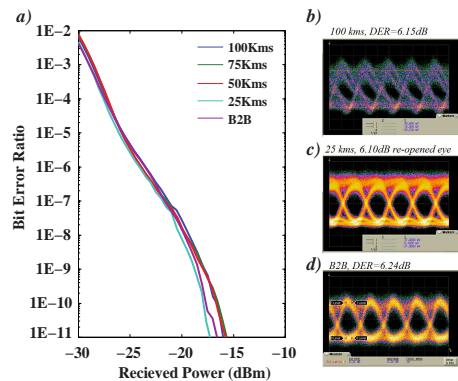 a)
1E-2
1E-3
1E-4
1E-5
1E-6
1E-7
1E-8
1E-9
1E-10
1E-11
Bit Error Ratio
−30
−25
−20
−15
−10
Recieved Power (dBm)
100Kms
75Kms
50Kms
25Kms
B2B
b)
100 kms, DER=6.15dB
c)
25 kms, 6.10dB re-opened eye
d)
B2B, DER=6.24dB